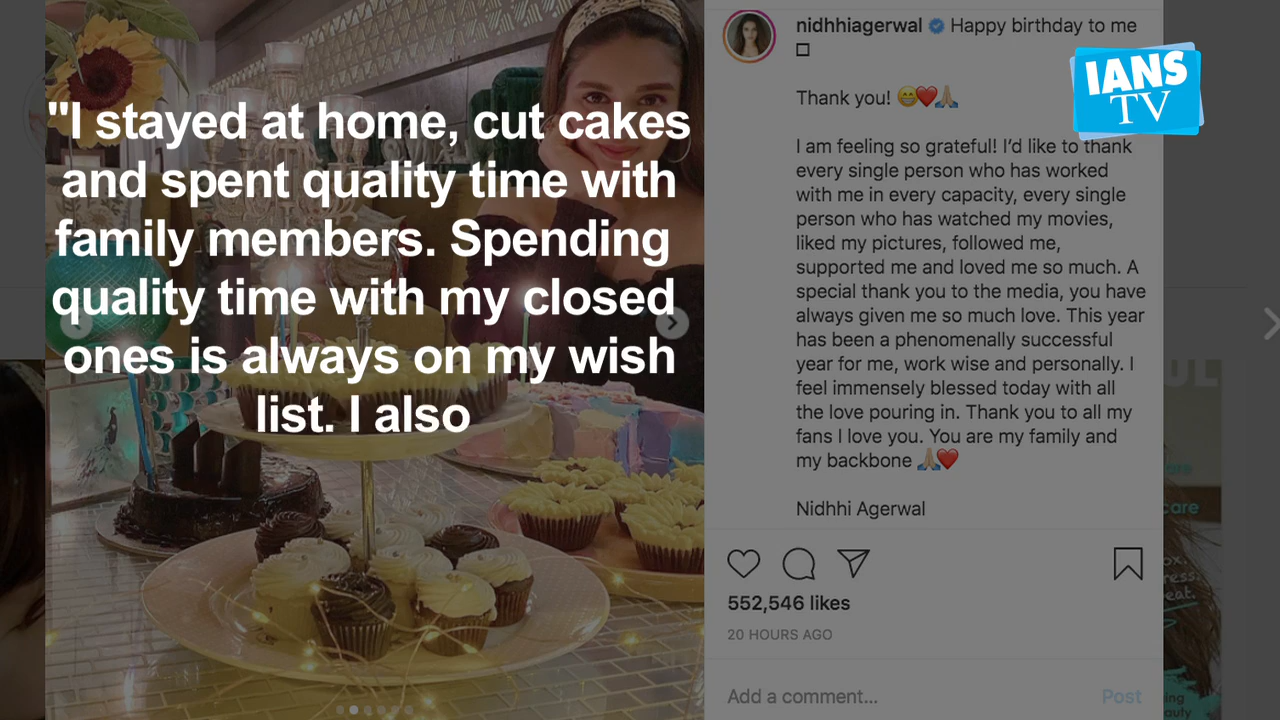 "I stayed at home, cut cakes
and spent quality time with
family members. Spending
quality time with my closed
ones is always on my wish
list. I also
nidhhiagerwal Happy birthday to me
Thank you! 😁❤️🙏🏼
I am feeling so grateful! I'd like to thank
every single person who has worked
with me in every capacity, every single
person who has watched my movies,
liked my pictures, followed me,
supported me and loved me so much. A
special thank you to the media, you have
always given me so much love. This year
has been a phenomenally successful
year for me, work wise and personally. I
feel immensely blessed today with all
the love pouring in. Thank you to all my
fans I love you. You are my family and
my backbone 🙏🏼❤️
Nidhhi Agerwal
552,546 likes
20 HOURS AGO
Add a comment... Post
IANS
TV
UL
care